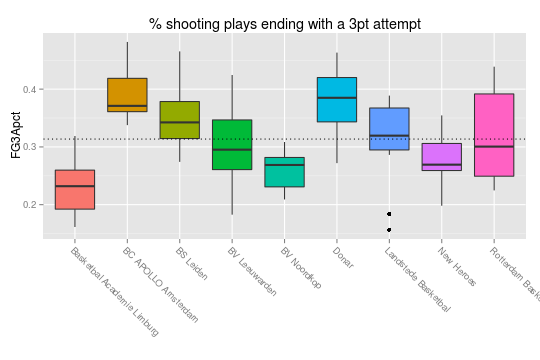 % shooting plays ending with a 3pt attempt
FG3Apct
0.4
0.3
0.2
Basketbal Academie Limburg
BC APOLLO Amsterdam
BS Leiden
BV Leeuwarden
BV Noordkop
Donar
Landstede Basketbal
New Heroes
Rotterdam Bask